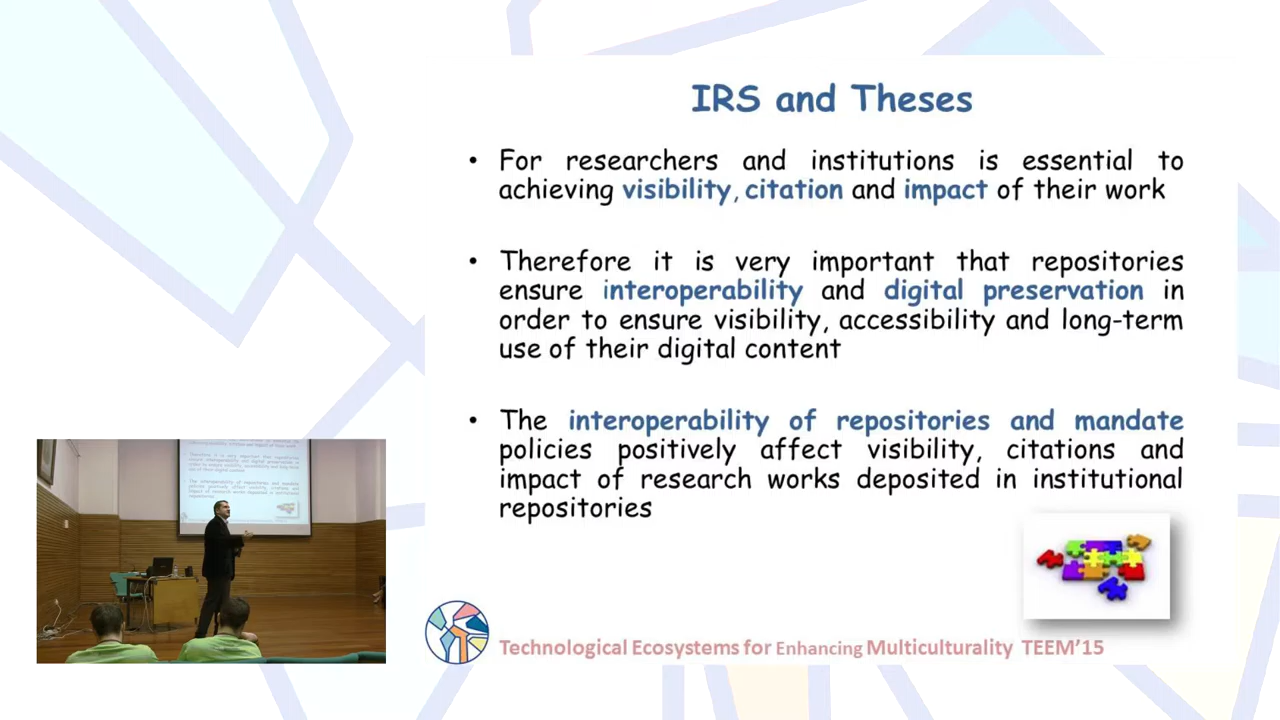 IRS and Theses
• For researchers and institutions is essential to
achieving visibility, citation and impact of their work
• Therefore it is very important that repositories
ensure interoperability and digital preservation in
order to ensure visibility, accessibility and long-term
use of their digital content
• The interoperability of repositories and mandate
policies positively affect visibility, citations and
impact of research works deposited in institutional
repositories
Technological Ecosystems for Enhancing Multiculturality TEEM'15